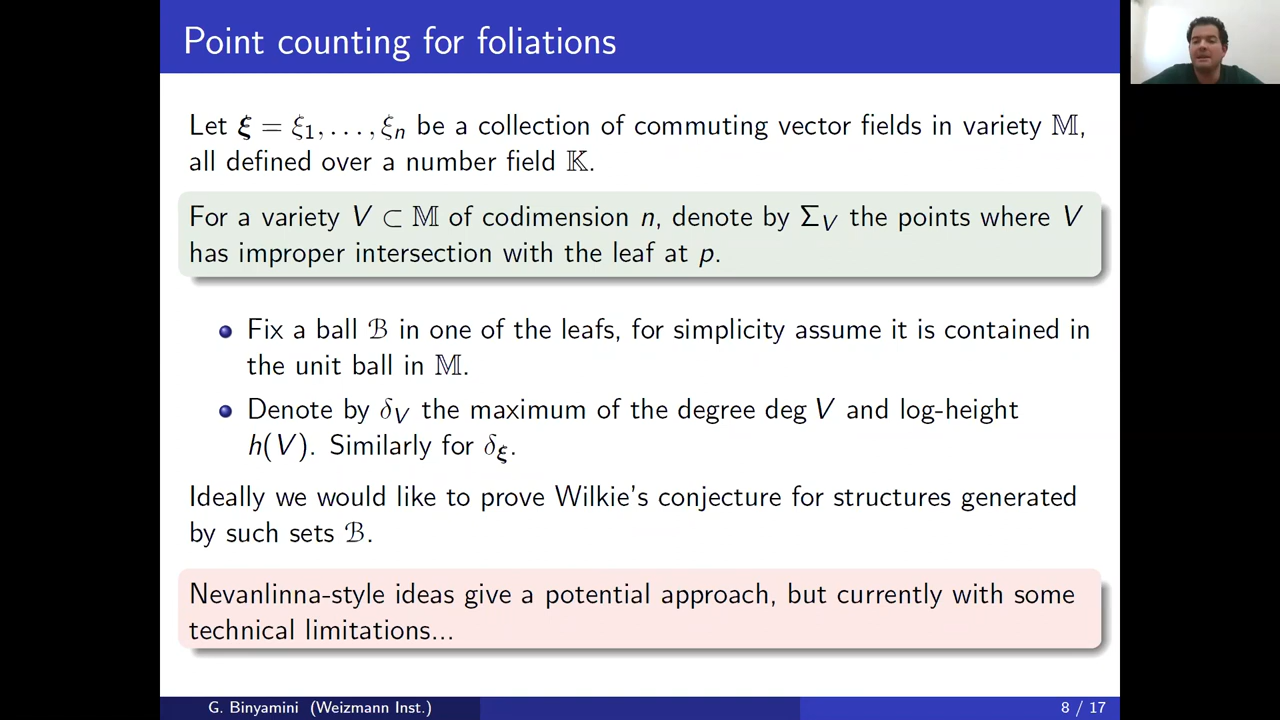 Point counting for foliations
Let ξ = ξ₁, . . . , ξₙ be a collection of commuting vector fields in variety 𝕄,
all defined over a number field 𝕂.
For a variety V ⊂ 𝕄 of codimension n, denote by Σ_V the points where V
has improper intersection with the leaf at p.
Fix a ball ℬ in one of the leafs, for simplicity assume it is contained in
the unit ball in 𝕄.
Denote by δ_V the maximum of the degree deg V and log-height
h(V). Similarly for δ_ξ.
Ideally we would like to prove Wilkie's conjecture for structures generated
by such sets ℬ.
Nevanlinna-style ideas give a potential approach, but currently with some
technical limitations...
G. Binyamini (Weizmann Inst.) 8 / 17